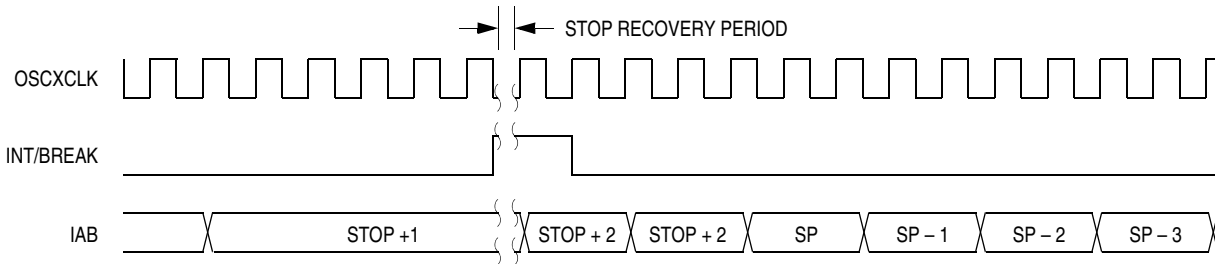 STOP RECOVERY PERIOD
OSCXCLK
INT/BREAK
IAB STOP +1 STOP + 2 STOP + 2 SP SP – 1 SP – 2 SP – 3